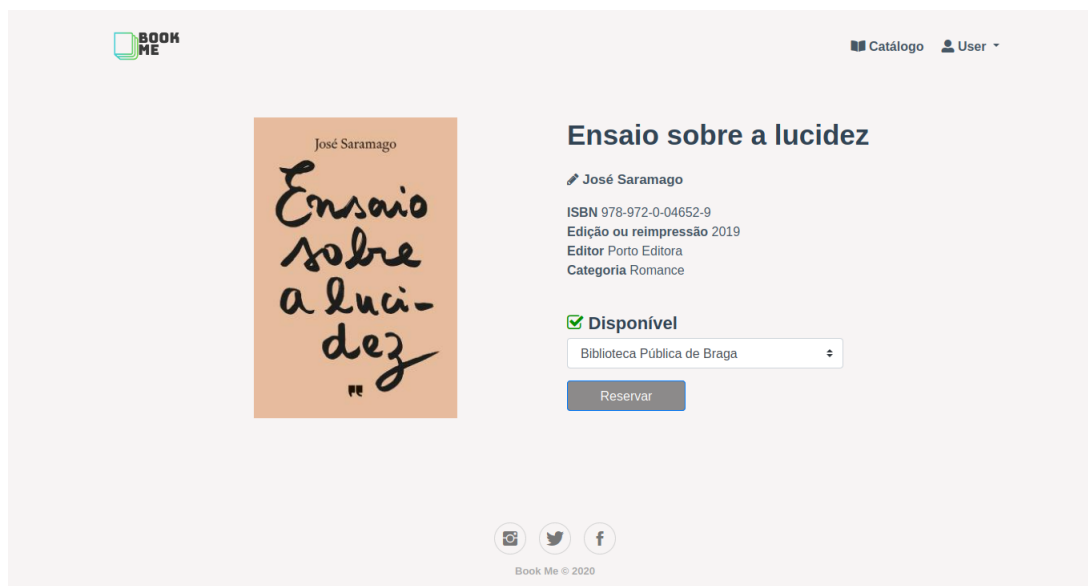 BOOK
ME
Catálogo User
José Saramago
Ensaio
sobre
a luci-
dez
Ensaio sobre a lucidez
José Saramago
ISBN 978-972-0-04652-9
Edição ou reimpressão 2019
Editor Porto Editora
Categoria Romance
Disponível
Biblioteca Pública de Braga
Reservar
Book Me © 2020